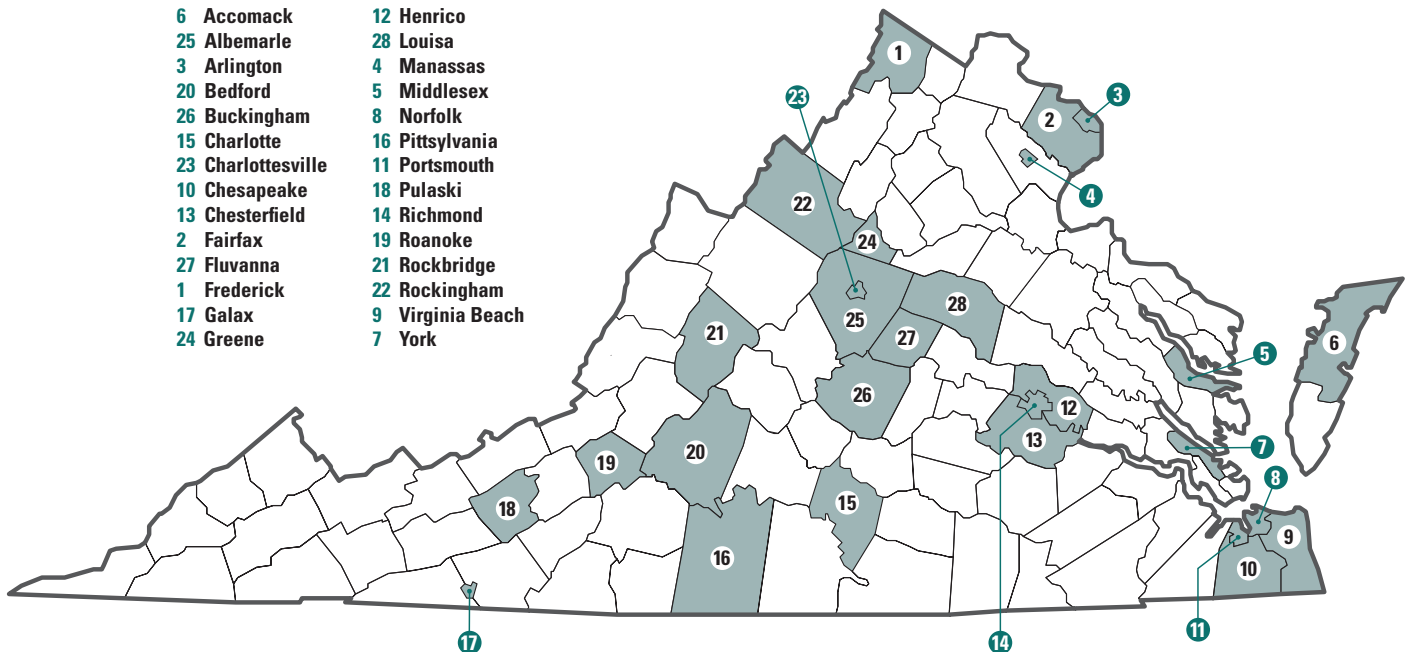 6 Accomack
25 Albemarle
3 Arlington
20 Bedford
26 Buckingham
15 Charlotte
23 Charlottesville
10 Chesapeake
13 Chesterfield
2 Fairfax
27 Fluvanna
1 Frederick
17 Galax
24 Greene
12 Henrico
28 Louisa
4 Manassas
5 Middlesex
8 Norfolk
16 Pittsylvania
11 Portsmouth
18 Pulaski
14 Richmond
19 Roanoke
21 Rockbridge
22 Rockingham
9 Virginia Beach
7 York
1
23
3
2
4
22
24
25
28
21
27
6
5
26
12
13
7
20
19
15
18
8
9
16
10
17
14
11